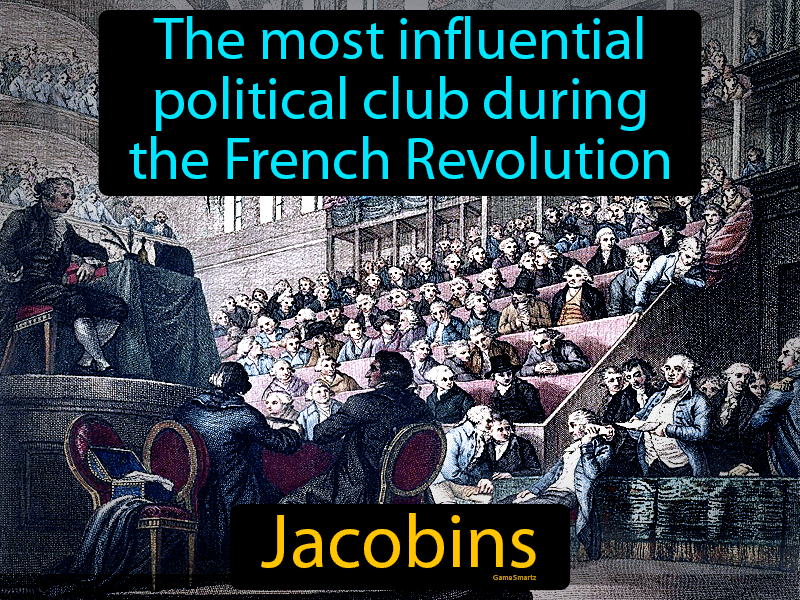 The most influential
political club during
the French Revolution
Jacobins
GameSmartz